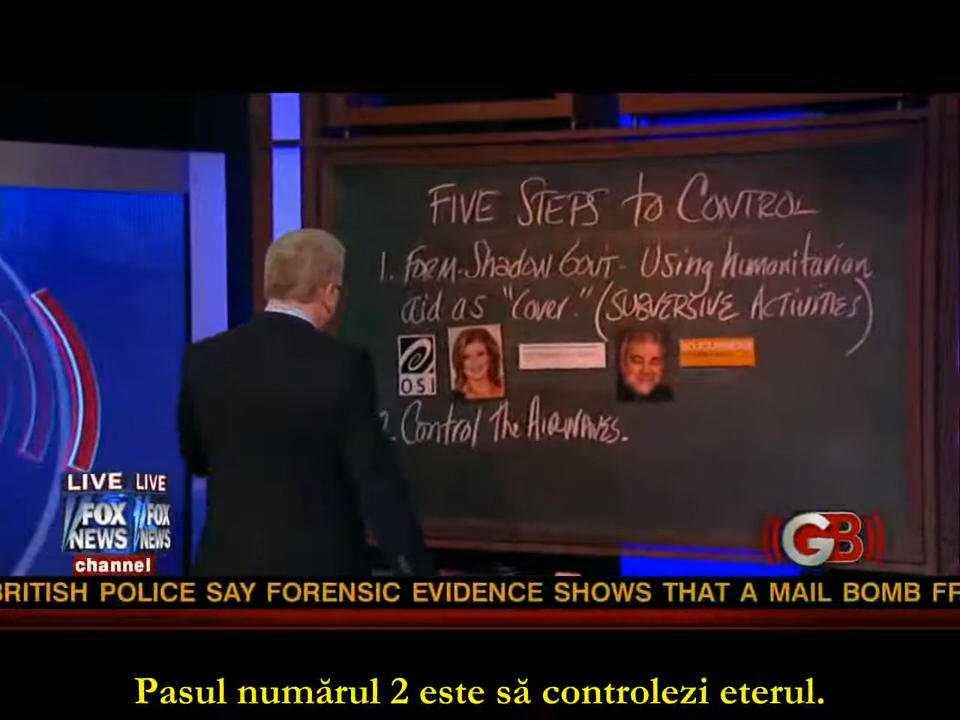 FIVE STEPS to CONTROL
1. FORM-Shadow Gov't - Using humanitarian
aid as "Cover." (SUBVERSIVE ACTIVITIES)
OSI
2. Control The AIRWAVES.
LIVE LIVE
FOX NEWS FOX NEWS
channel
GB
BRITISH POLICE SAY FORENSIC EVIDENCE SHOWS THAT A MAIL BOMB
Pasul numărul 2 este să controlezi eterul.